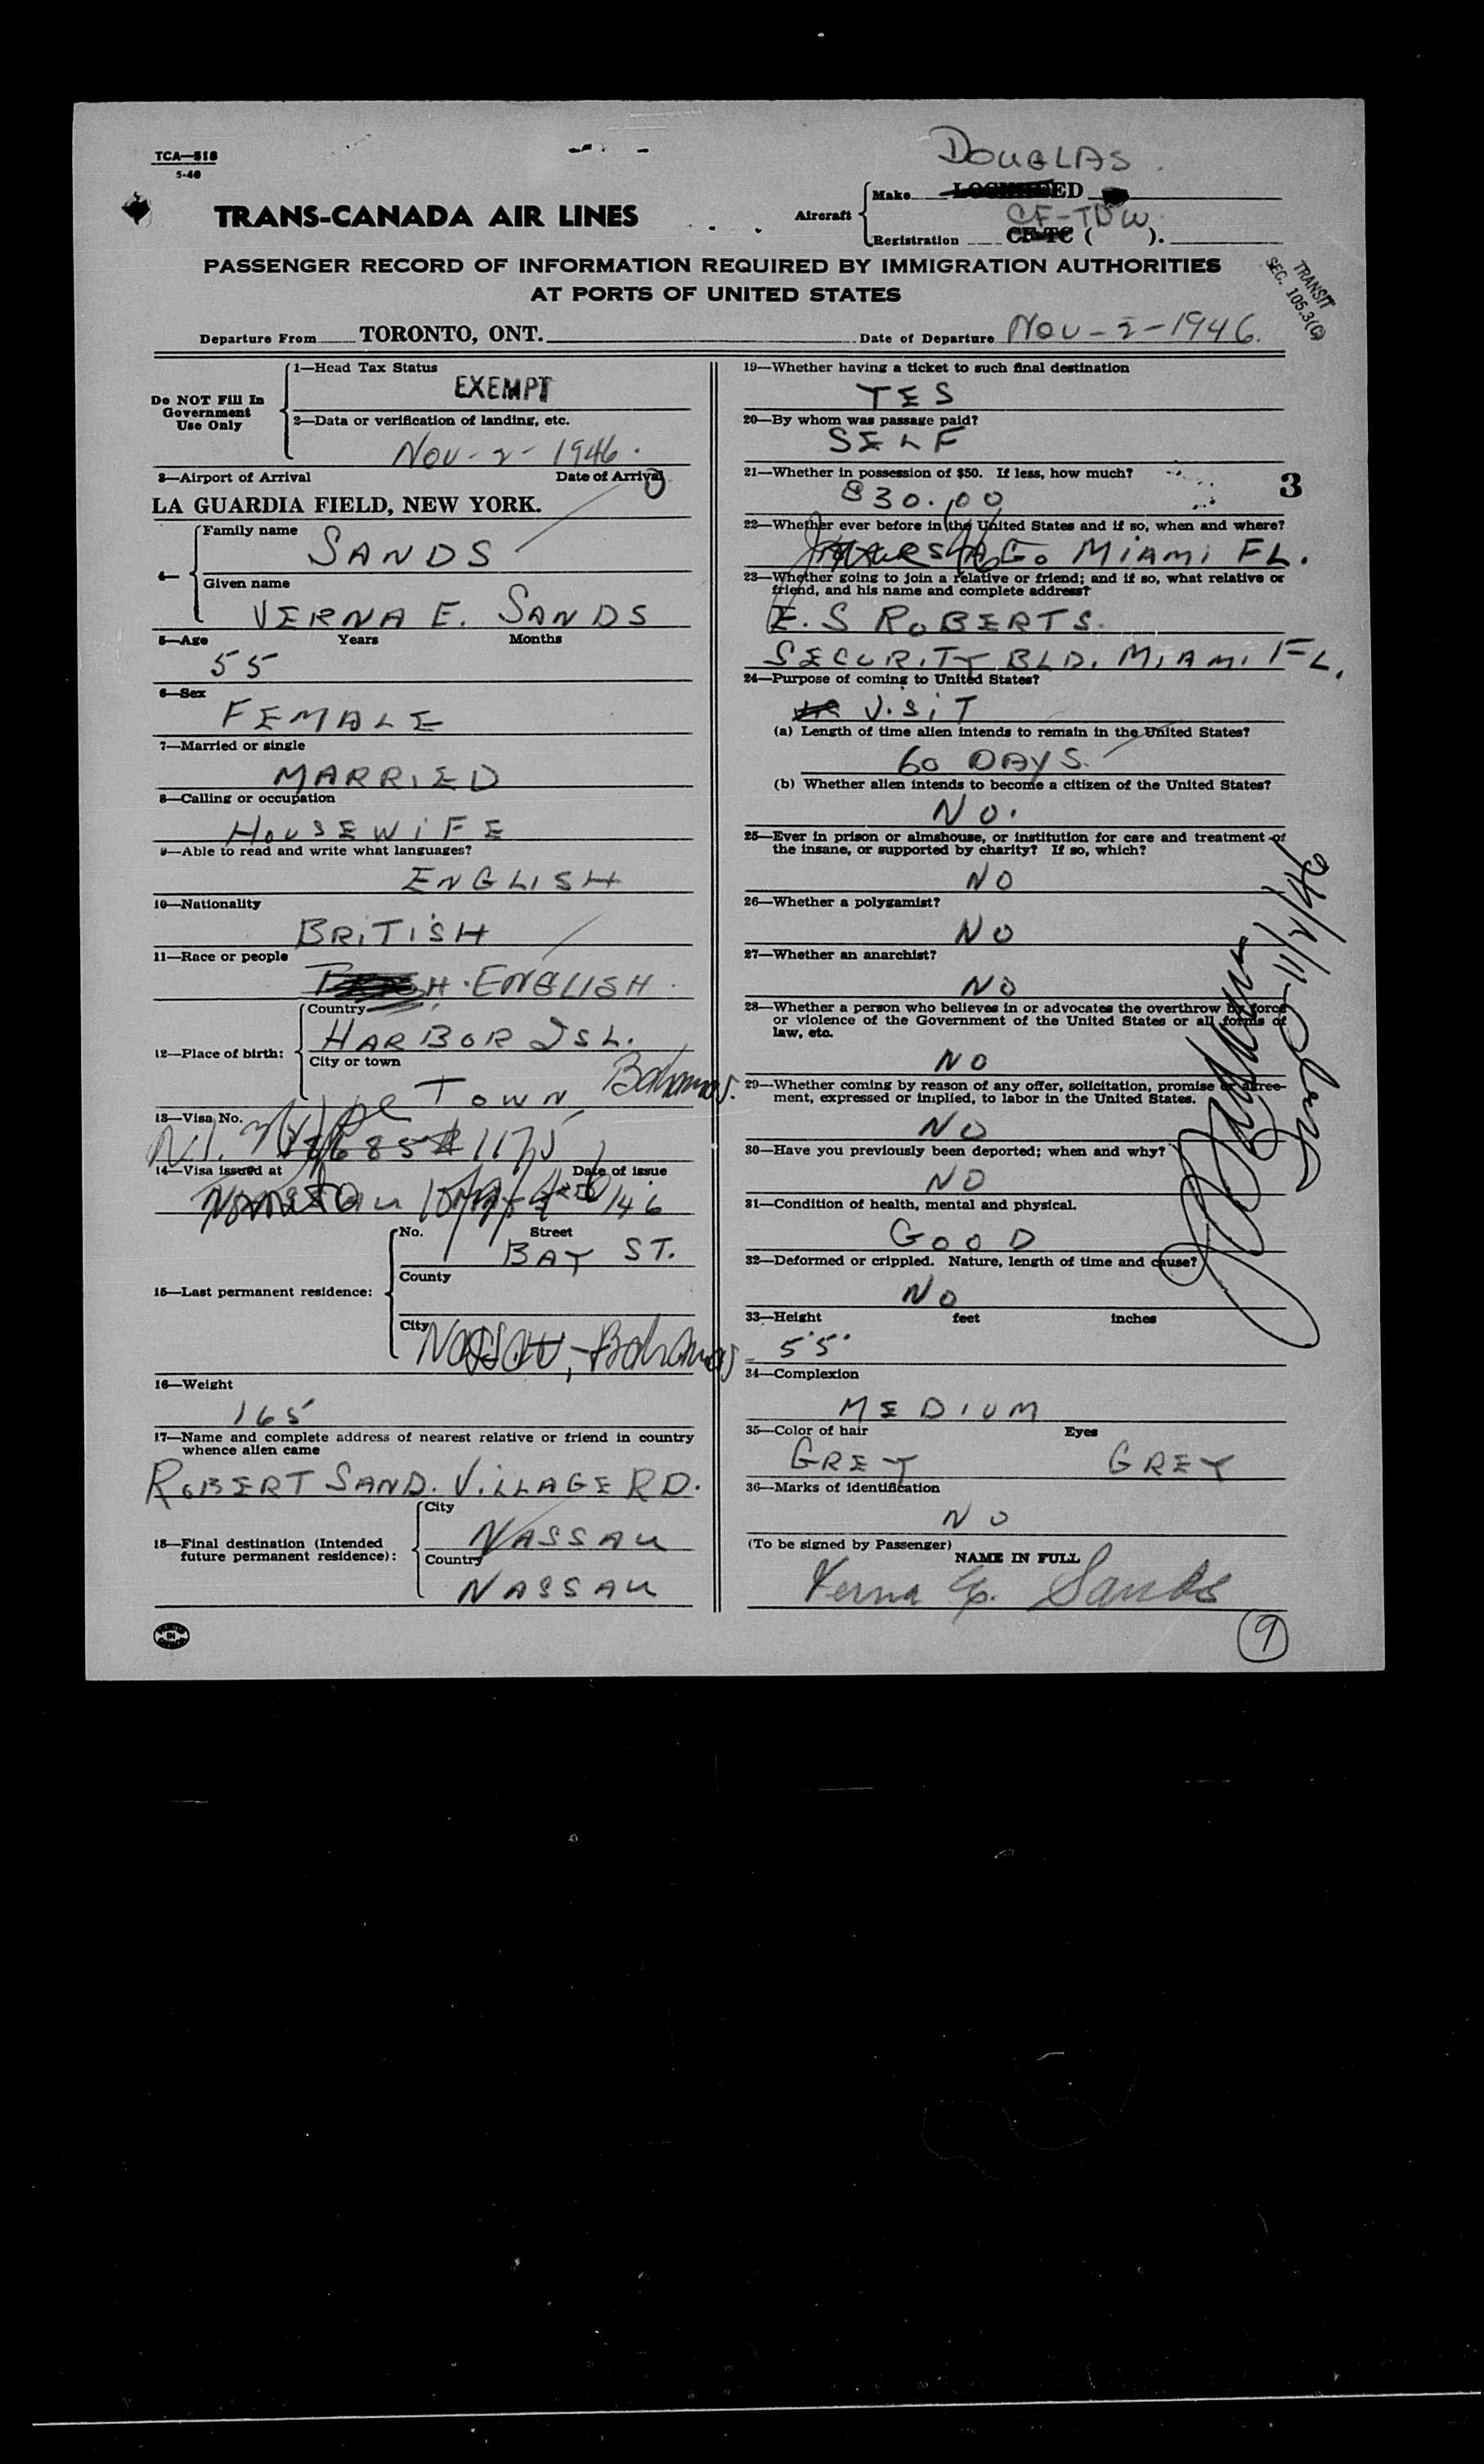 TCA—518
5-46
DOUGLAS.
TRANS-CANADA AIR LINES
Aircraft
Make
Registration
CF-TDW
CF-TC ( ).
PASSENGER RECORD OF INFORMATION REQUIRED BY IMMIGRATION AUTHORITIES
AT PORTS OF UNITED STATES
TRANSIT
SEC. 105.3(C)
Departure From TORONTO, ONT. Date of Departure NOV-2-1946.
Do NOT Fill In
Government
Use Only
1—Head Tax Status
EXEMPT
2—Data or verification of landing, etc.
NOV-2-1946.
3—Airport of Arrival Date of Arrival
LA GUARDIA FIELD, NEW YORK.
4—
Family name
SANDS
Given name
VERNA E. SANDS
5—Age Years Months
55
6—Sex
FEMALE
7—Married or single
MARRIED
8—Calling or occupation
HOUSEWIFE
9—Able to read and write what languages?
ENGLISH
10—Nationality
BRITISH
11—Race or people
ENGLISH.
12—Place of birth:
Country
HARBOR ISL.
City or town
TOWN Bahamas.
13—Visa No.
1175
14—Visa issued at Date of issue
15—Last permanent residence:
No. Street
BAY ST.
County
City
Nassau, Bahamas
16—Weight
165
17—Name and complete address of nearest relative or friend in country
whence alien came
ROBERT SAND. VILLAGE RD.
18—Final destination (Intended
future permanent residence):
City
NASSAU
Country
NASSAU
19—Whether having a ticket to such final destination
YES
20—By whom was passage paid?
SELF
21—Whether in possession of $50. If less, how much?
830.00
3
22—Whether ever before in the United States and if so, when and where?
MIAMI FL.
23—Whether going to join a relative or friend; and if so, what relative or
friend, and his name and complete address?
E. S ROBERTS.
SECURITY BLD. MIAMI FL.
24—Purpose of coming to United States?
VISIT
(a) Length of time alien intends to remain in the United States?
60 DAYS.
(b) Whether alien intends to become a citizen of the United States?
NO.
25—Ever in prison or almshouse, or institution for care and treatment of
the insane, or supported by charity? If so, which?
NO
26—Whether a polygamist?
NO
27—Whether an anarchist?
NO
28—Whether a person who believes in or advocates the overthrow by force
or violence of the Government of the United States or all forms of
law, etc.
NO
29—Whether coming by reason of any offer, solicitation, promise or agree-
ment, expressed or implied, to labor in the United States.
NO
30—Have you previously been deported; when and why?
NO
31—Condition of health, mental and physical.
GOOD
32—Deformed or crippled. Nature, length of time and cause?
NO
33—Height feet inches
5'5"
34—Complexion
MEDIUM
35—Color of hair Eyes
GREY GREY
36—Marks of identification
NO
(To be signed by Passenger)
NAME IN FULL
Verna E. Sands
9
11/2/46